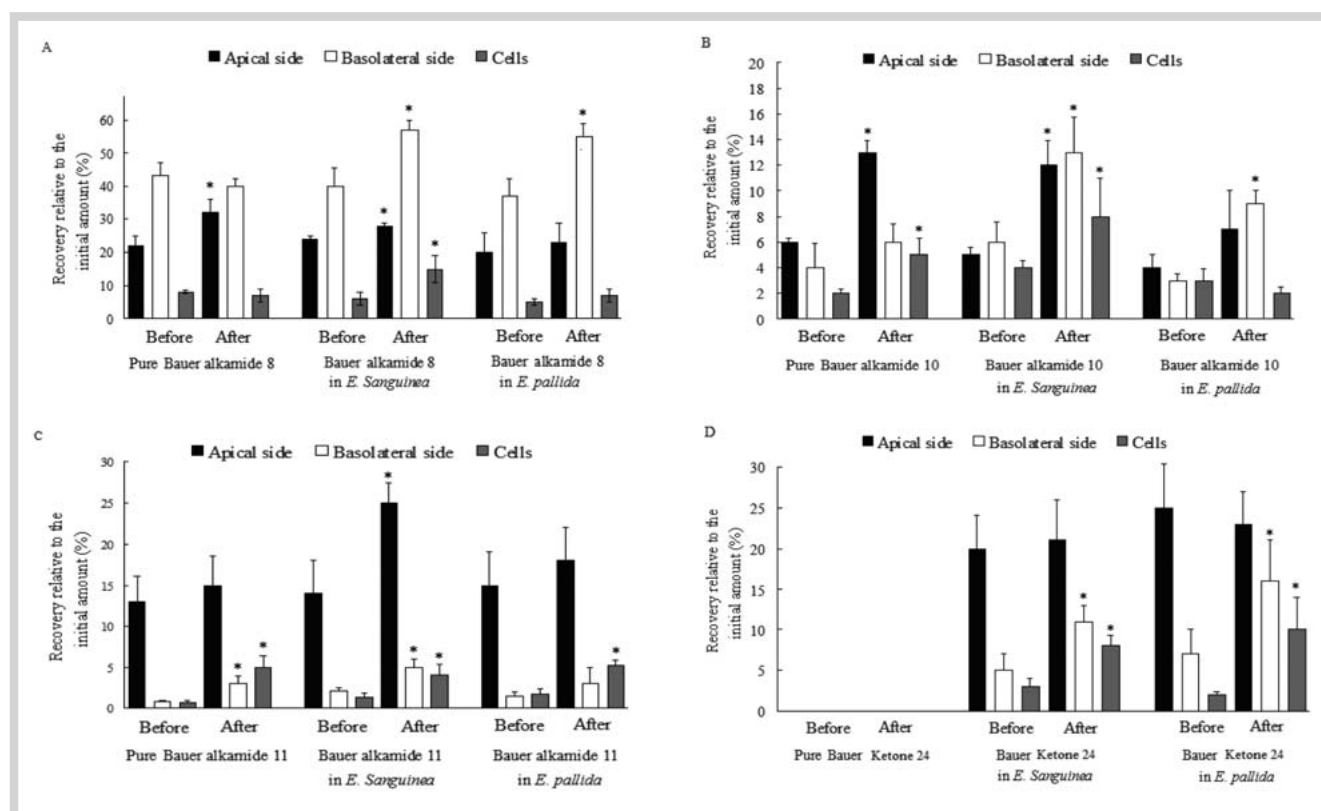 A
Apical side Basolateral side Cells
Recovery relative to the
initial amount (%)
60
50
40
30
20
10
0
* * * * *
Before After Before After Before After
Pure Bauer alkamide 8 Bauer alkamide 8 Bauer alkamide 8
in E. Sanguinea in E. pallida
B
Apical side Basolateral side Cells
Recovery relative to the
initial amount (%)
20
18
16
14
12
10
8
6
4
2
0
* * * * * *
Before After Before After Before After
Pure Bauer alkamide 10 Bauer alkamide 10 Bauer alkamide 10
in E. Sanguinea in E. pallida
C
Apical side Basolateral side Cells
Recovery relative to the
initial amount (%)
30
25
20
15
10
5
0
* * * * * *
Before After Before After Before After
Pure Bauer alkamide 11 Bauer alkamide 11 Bauer alkamide 11
in E. Sanguinea in E. pallida
D
Apical side Basolateral side Cells
Recovery relative to the
initial amount (%)
30
25
20
15
10
5
0
* * * *
Before After Before After Before After
Pure Bauer Ketone 24 Bauer Ketone 24 Bauer Ketone 24
in E. Sanguinea in E. pallida